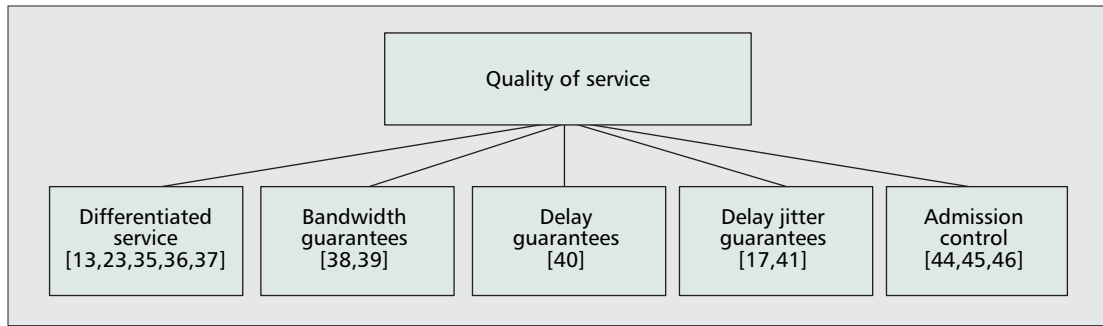 Quality of service
Differentiated
service
[13,23,35,36,37]
Bandwidth
guarantees
[38,39]
Delay
guarantees
[40]
Delay jitter
guarantees
[17,41]
Admission
control
[44,45,46]